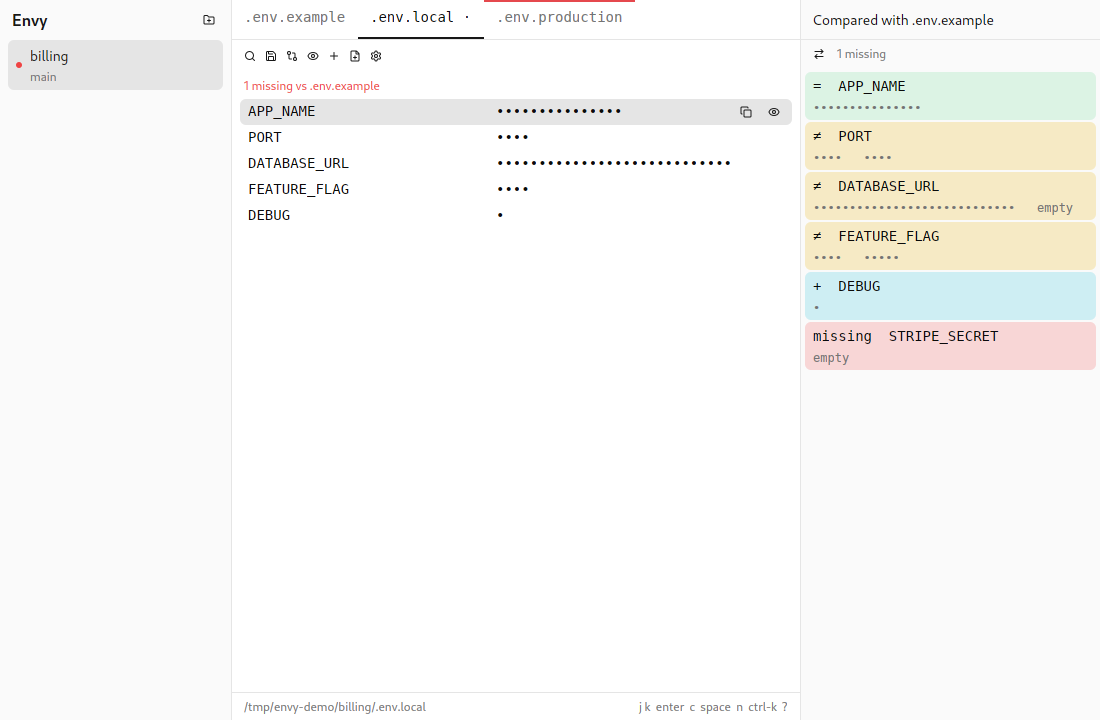 Envy
billing
main
.env.example .env.local · .env.production
1 missing vs .env.example
APP_NAME •••••••••••••••
PORT ••••
DATABASE_URL ••••••••••••••••••••••••••••
FEATURE_FLAG ••••
DEBUG •
/tmp/envy-demo/billing/.env.local j k enter c space n ctrl-k ?
Compared with .env.example
1 missing
= APP_NAME
•••••••••••••••
≠ PORT
•••• ••••
≠ DATABASE_URL
•••••••••••••••••••••••••••• empty
≠ FEATURE_FLAG
•••• •••••
+ DEBUG
•
missing STRIPE_SECRET
empty